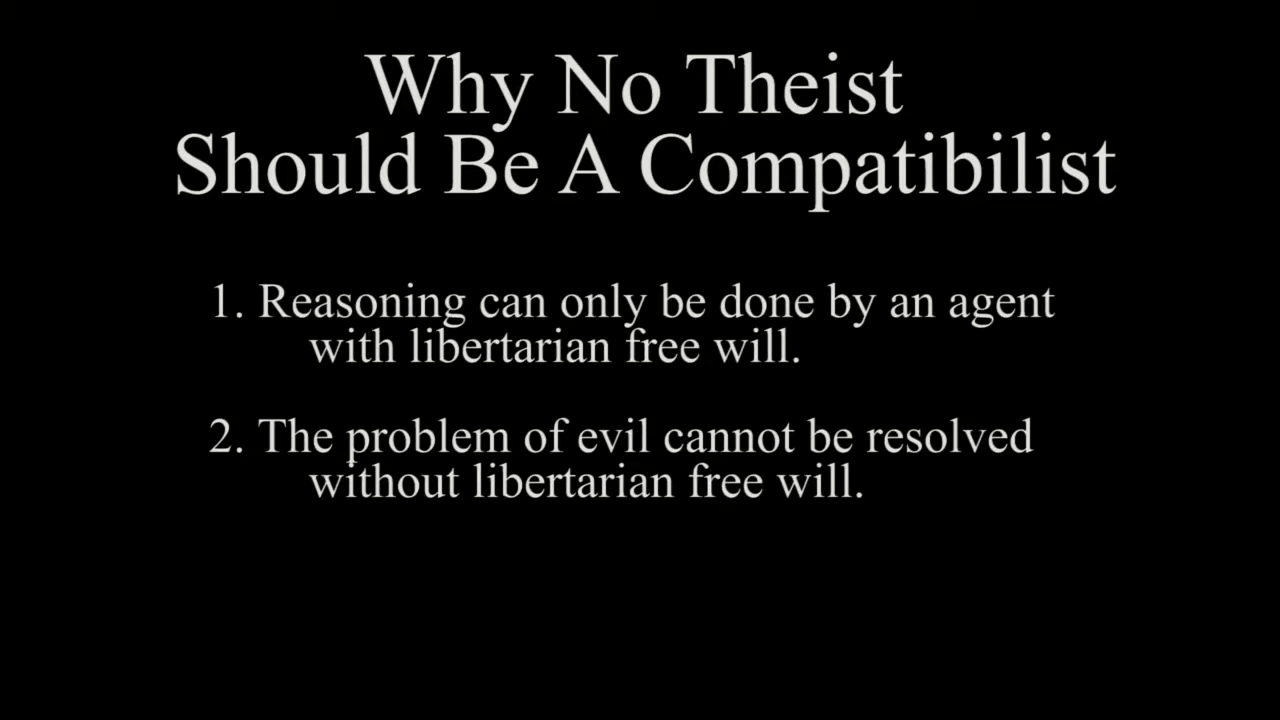 Why No Theist
Should Be A Compatibilist
1. Reasoning can only be done by an agent
with libertarian free will.
2. The problem of evil cannot be resolved
without libertarian free will.